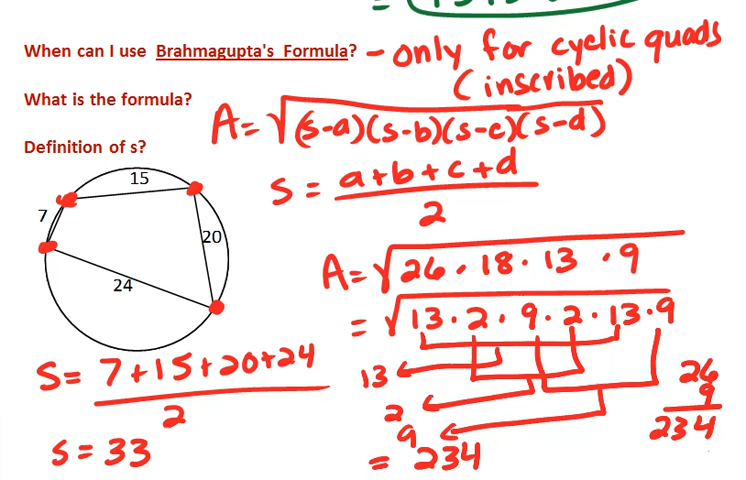 When can I use Brahmagupta's Formula? - only for cyclic quads
(inscribed)
What is the formula? A=√(s-a)(s-b)(s-c)(s-d)
Definition of s?
s = a+b+c+d
2
15
7
20
24
A=√26·18·13·9
=√13·2·9·2·13·9
S= 7+15+20+24
2
s=33
13
2
9
= 234
26
9
234